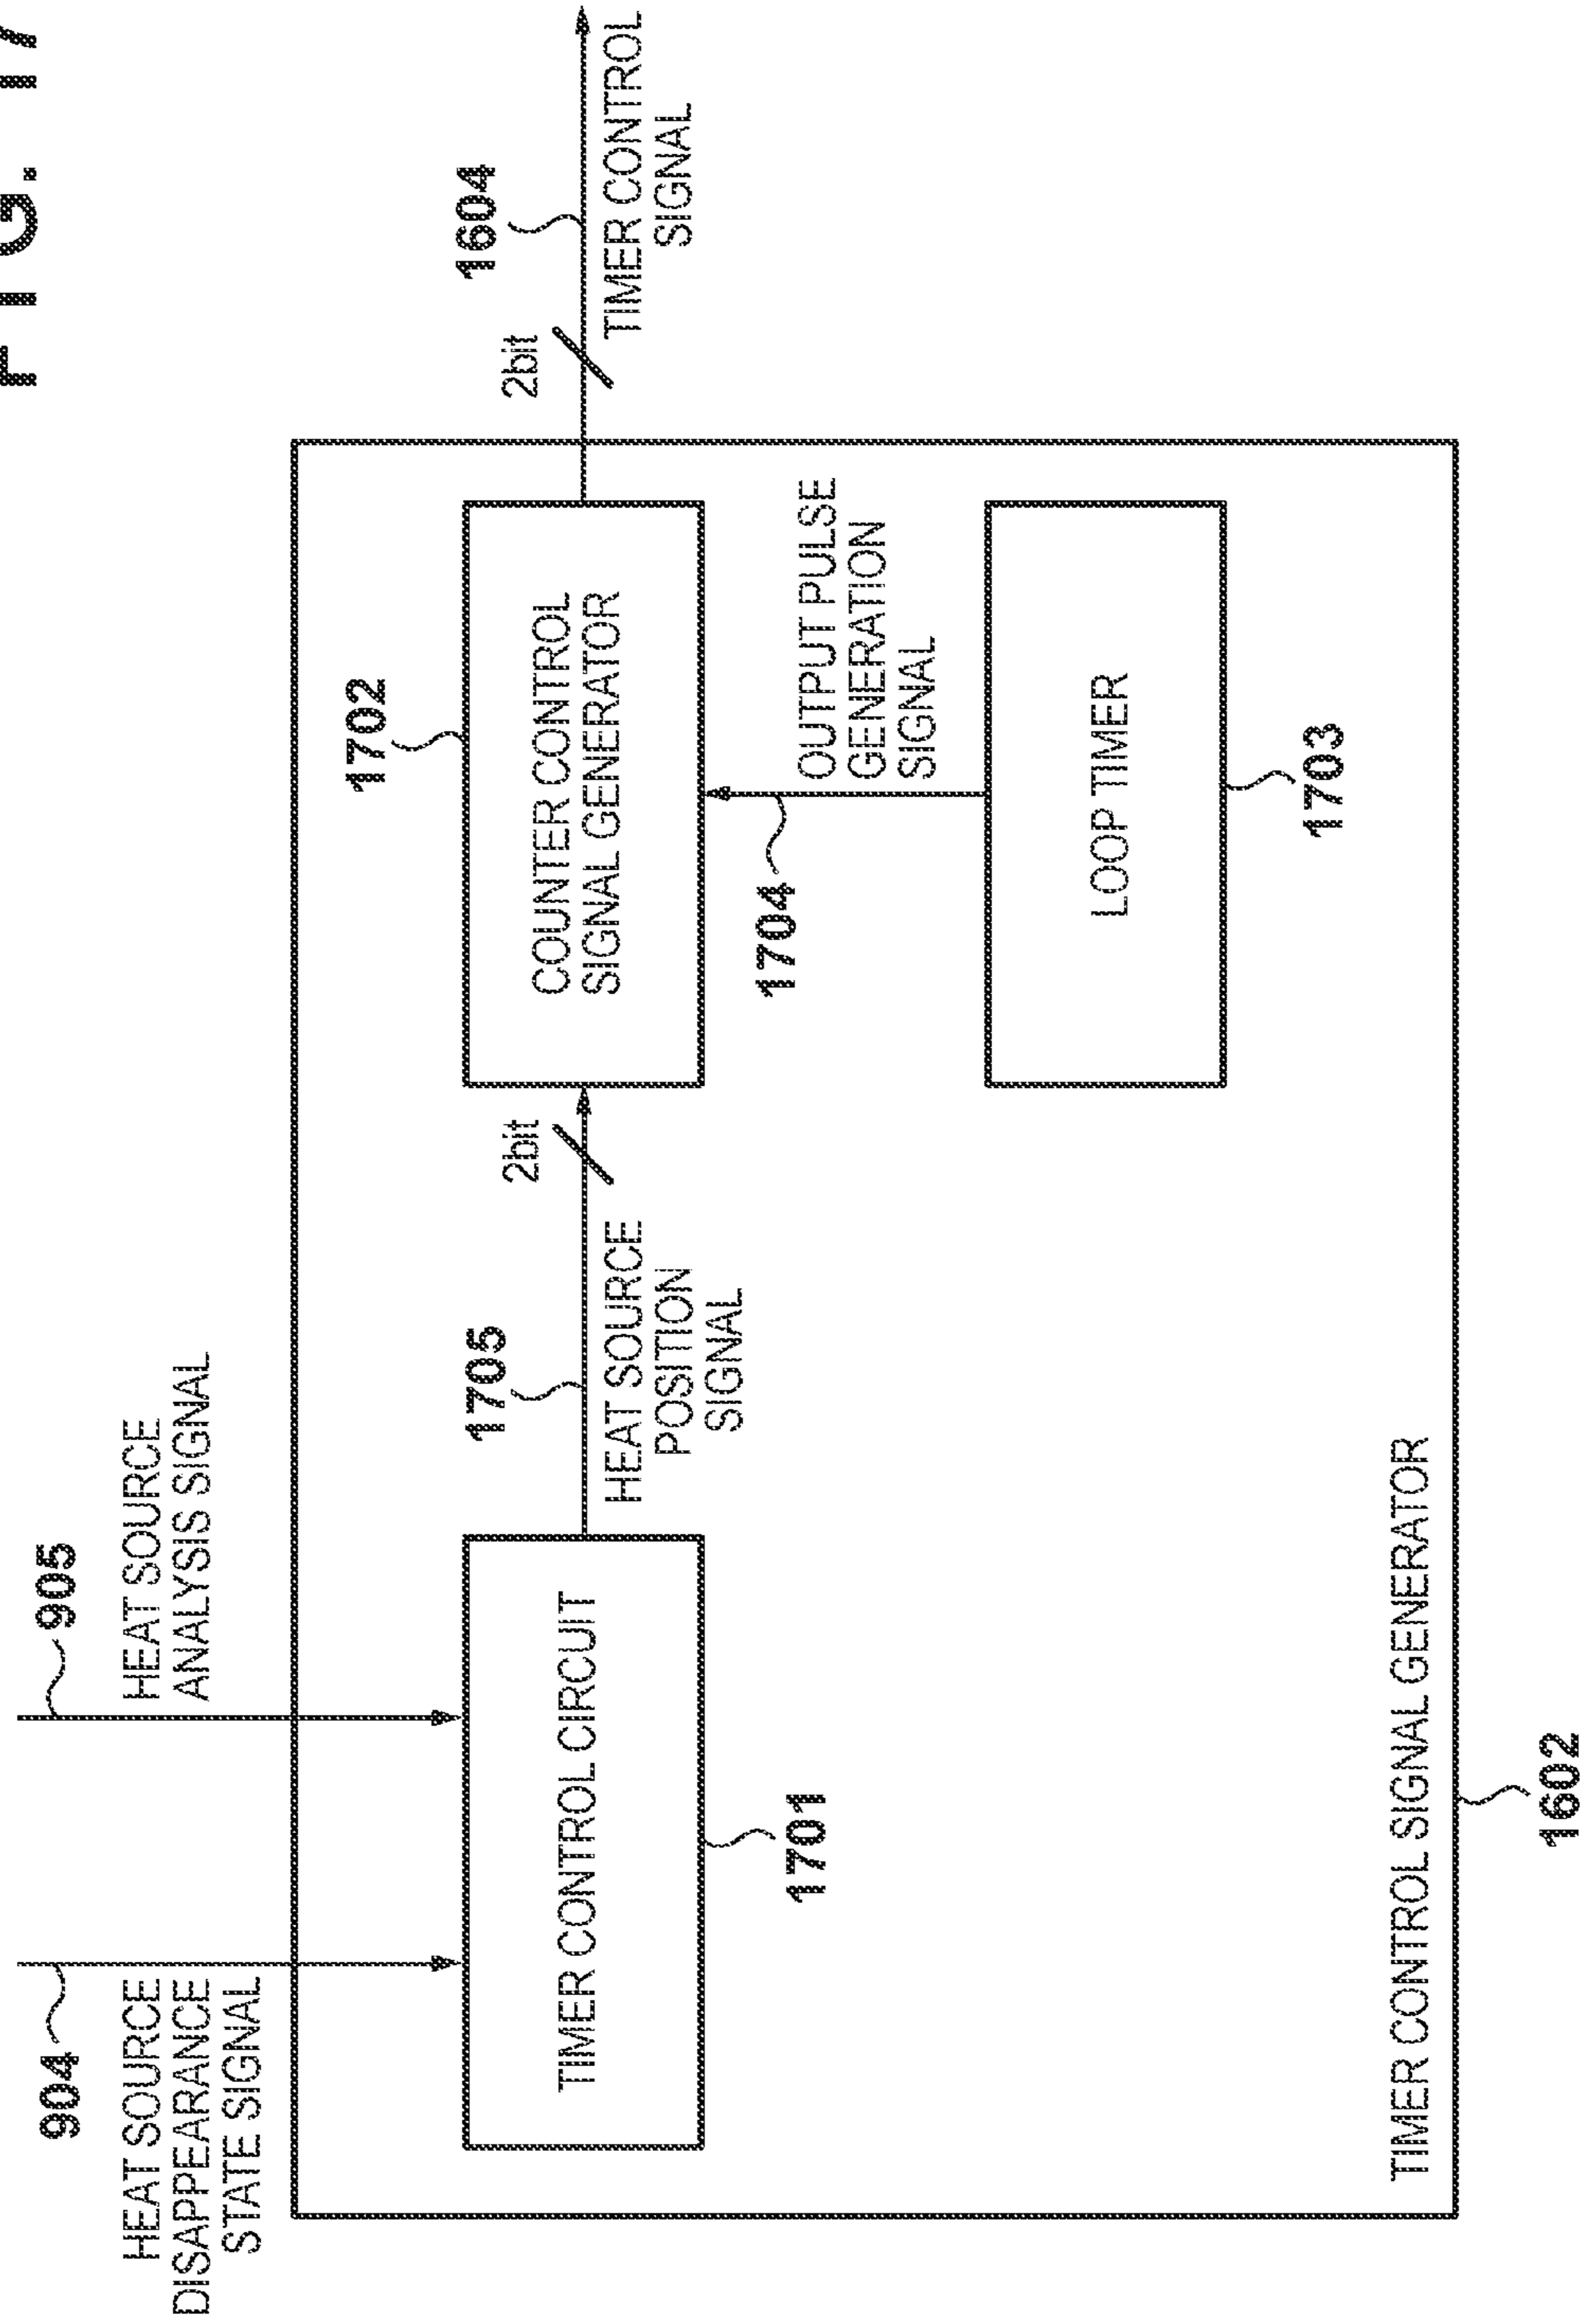 FIG. 17
904
HEAT SOURCE
DISAPPEARANCE
STATE SIGNAL
905
HEAT SOURCE
ANALYSIS SIGNAL
TIMER CONTROL CIRCUIT
1701
1705
HEAT SOURCE
POSITION
SIGNAL
2bit
1702
COUNTER CONTROL
SIGNAL GENERATOR
2bit
1604
TIMER CONTROL
SIGNAL
1704
OUTPUT PULSE
GENERATION
SIGNAL
LOOP TIMER
1703
TIMER CONTROL SIGNAL GENERATOR
1602